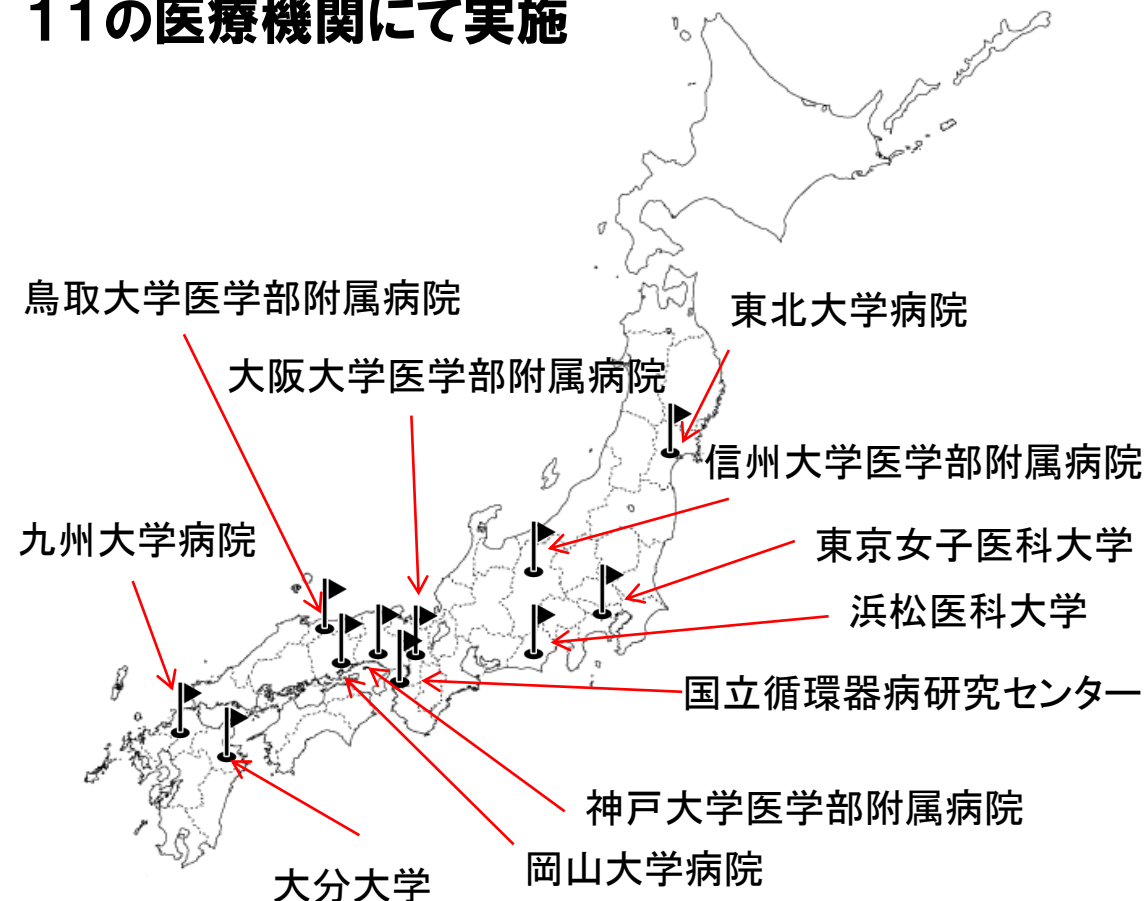 11の医療機関にて実施
鳥取大学医学部附属病院
東北大学病院
大阪大学医学部附属病院
信州大学医学部附属病院
九州大学病院
東京女子医科大学
浜松医科大学
国立循環器病研究センター
神戸大学医学部附属病院
岡山大学病院
大分大学